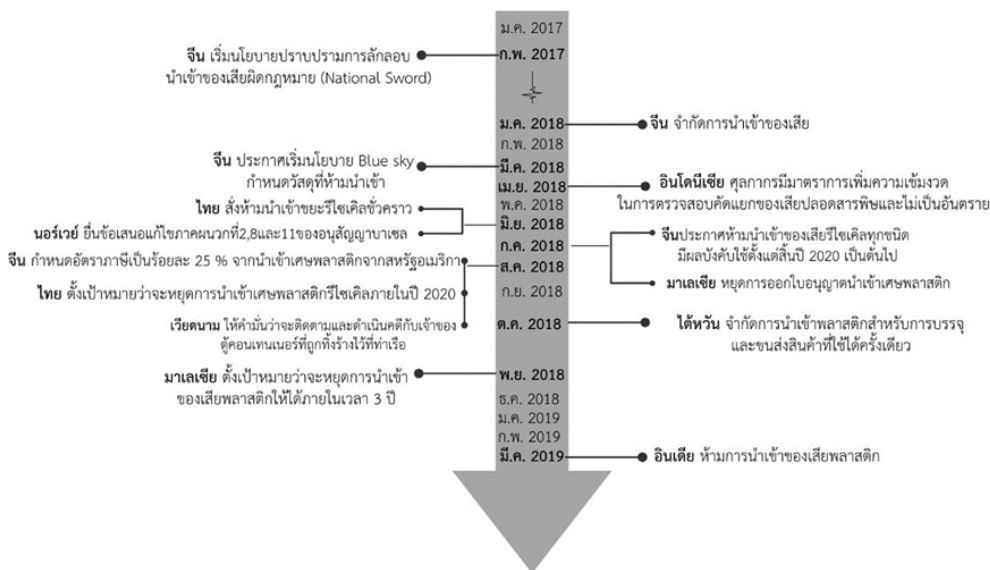 ม.ค. 2017
จีน เริ่มนโยบายปราบปรามการลักลอบ
นำเข้าของเสียผิดกฎหมาย (National Sword)
ก.พ. 2017
ม.ค. 2018
จีน จำกัดการนำเข้าของเสีย
ก.พ. 2018
จีน ประกาศเริ่มนโยบาย Blue sky
กำหนดวัสดุที่ห้ามนำเข้า
มี.ค. 2018
เม.ย. 2018
อินโดนีเซีย ศุลกากรมีมาตราการเพิ่มความเข้มงวด
ในการตรวจสอบคัดแยกของเสียปลอดสารพิษและไม่เป็นอันตราย
พ.ค. 2018
ไทย สั่งห้ามนำเข้าขยะรีไซเคิลชั่วคราว
นอร์เวย์ ยื่นข้อเสนอแก้ไขภาคผนวกที่2,8และ11ของอนุสัญญาบาเซล
มิ.ย. 2018
ก.ค. 2018
จีนประกาศห้ามนำเข้าของเสียรีไซเคิลทุกชนิด
มีผลบังคับใช้ตั้งแต่สิ้นปี 2020 เป็นต้นไป
มาเลเซีย หยุดการออกใบอนุญาตนำเข้าเศษพลาสติก
จีน กำหนดอัตราภาษีเป็นร้อยละ 25 % จากนำเข้าเศษพลาสติกจากสหรัฐอเมริกา
ไทย ตั้งเป้าหมายว่าจะหยุดการนำเข้าเศษพลาสติกรีไซเคิลภายในปี 2020
เวียดนาม ให้คำมั่นว่าจะติดตามและดำเนินคดีกับเจ้าของ
ตู้คอนเทนเนอร์ที่ถูกทิ้งร้างไว้ที่ท่าเรือ
ส.ค. 2018
ก.ย. 2018
ต.ค. 2018
ไต้หวัน จำกัดการนำเข้าพลาสติกสำหรับการบรรจุ
และขนส่งสินค้าที่ใช้ได้ครั้งเดียว
มาเลเซีย ตั้งเป้าหมายว่าจะหยุดการนำเข้า
ของเสียพลาสติกให้ได้ภายในเวลา 3 ปี
พ.ย. 2018
ธ.ค. 2018
ม.ค. 2019
ก.พ. 2019
มี.ค. 2019
อินเดีย ห้ามการนำเข้าของเสียพลาสติก